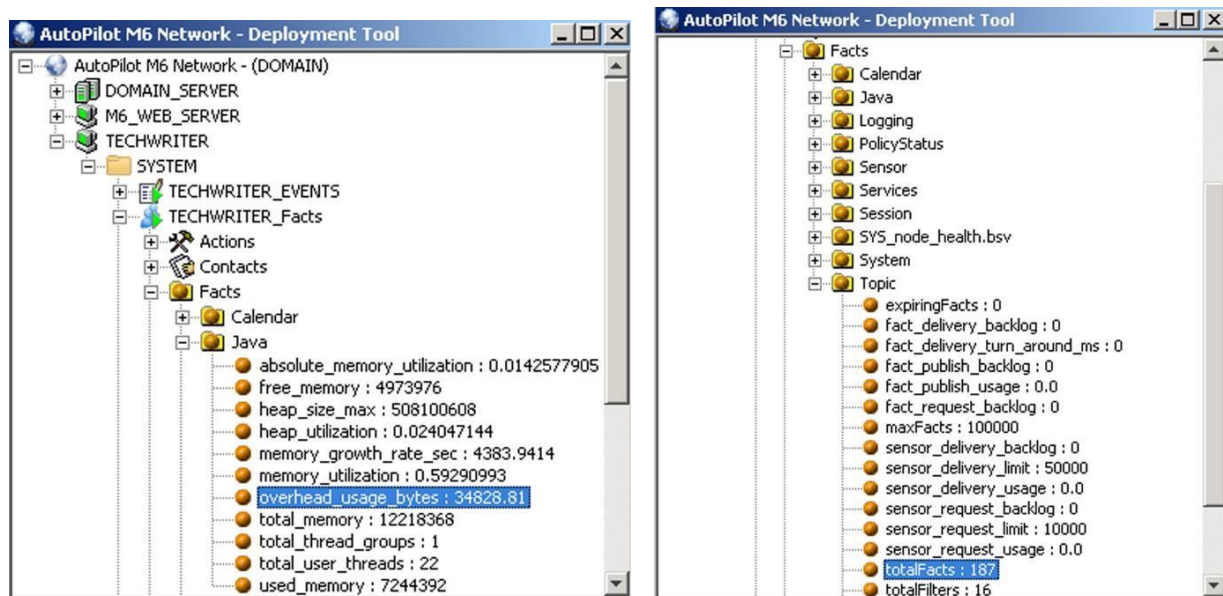 AutoPilot M6 Network - Deployment Tool
AutoPilot M6 Network - (DOMAIN)
DOMAIN_SERVER
M6_WEB_SERVER
TECHWRITER
SYSTEM
TECHWRITER_EVENTS
TECHWRITER_Facts
Actions
Contacts
Facts
Calendar
Java
absolute_memory_utilization : 0.0142577905
free_memory : 4973976
heap_size_max : 508100608
heap_utilization : 0.024047144
memory_growth_rate_sec : 4383.9414
memory_utilization : 0.59290993
overhead_usage_bytes : 34828.81
total_memory : 12218368
total_thread_groups : 1
total_user_threads : 22
used_memory : 7244392
AutoPilot M6 Network - Deployment Tool
Facts
Calendar
Java
Logging
PolicyStatus
Sensor
Services
Session
SYS_node_health.bsv
System
Topic
expiringFacts : 0
fact_delivery_backlog : 0
fact_delivery_turn_around_ms : 0
fact_publish_backlog : 0
fact_publish_usage : 0.0
fact_request_backlog : 0
maxFacts : 100000
sensor_delivery_backlog : 0
sensor_delivery_limit : 50000
sensor_delivery_usage : 0.0
sensor_request_backlog : 0
sensor_request_limit : 10000
sensor_request_usage : 0.0
totalFacts : 187
totalFilters : 16